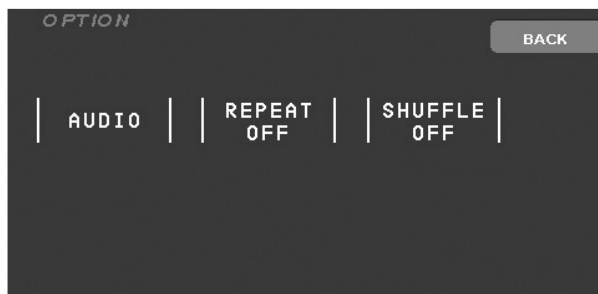 OPTION
BACK
AUDIO
REPEAT
OFF
SHUFFLE
OFF